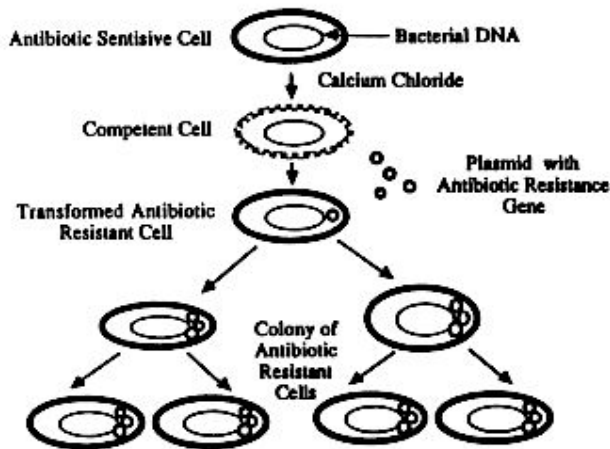 Antibiotic Sentisive Cell
Bacterial DNA
Calcium Chloride
Competent Cell
Plasmid with
Antibiotic Resistance
Gene
Transformed Antibiotic
Resistant Cell
Colony of
Antibiotic
Resistant
Cells